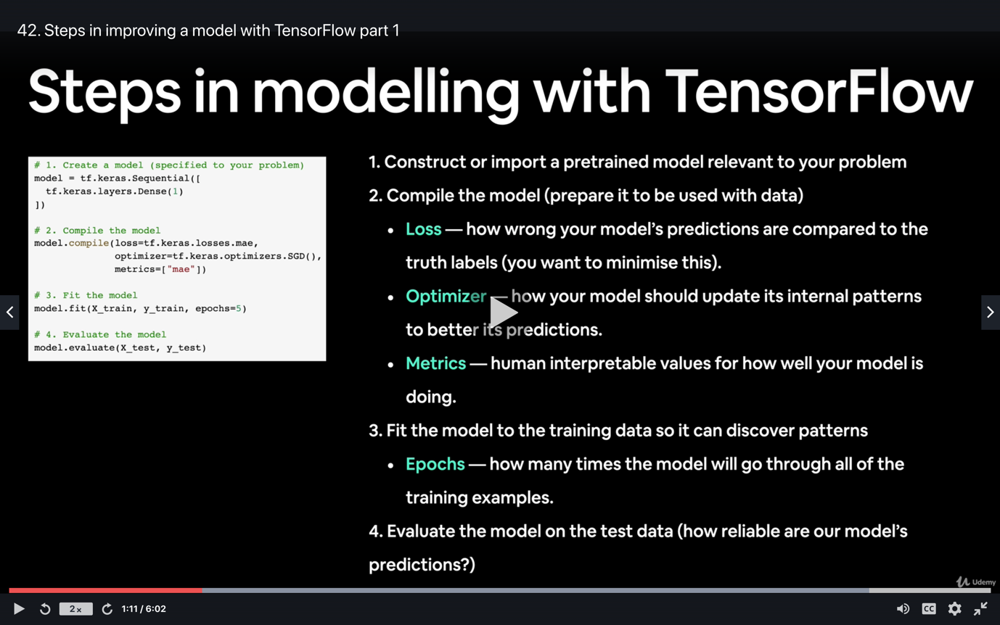 42. Steps in improving a model with TensorFlow part 1
Steps in modelling with TensorFlow
# 1. Create a model (specified to your problem)
model = tf.keras.Sequential([
  tf.keras.layers.Dense(1)
])
# 2. Compile the model
model.compile(loss=tf.keras.losses.mae,
              optimizer=tf.keras.optimizers.SGD(),
              metrics=["mae"])
# 3. Fit the model
model.fit(X_train, y_train, epochs=5)
# 4. Evaluate the model
model.evaluate(X_test, y_test)
1. Construct or import a pretrained model relevant to your problem
2. Compile the model (prepare it to be used with data)
• Loss — how wrong your model’s predictions are compared to the
truth labels (you want to minimise this).
• Optimizer — how your model should update its internal patterns
to better its predictions.
• Metrics — human interpretable values for how well your model is
doing.
3. Fit the model to the training data so it can discover patterns
• Epochs — how many times the model will go through all of the
training examples.
4. Evaluate the model on the test data (how reliable are our model’s
predictions?)
Udemy
2x
1:11 / 6:02
CC